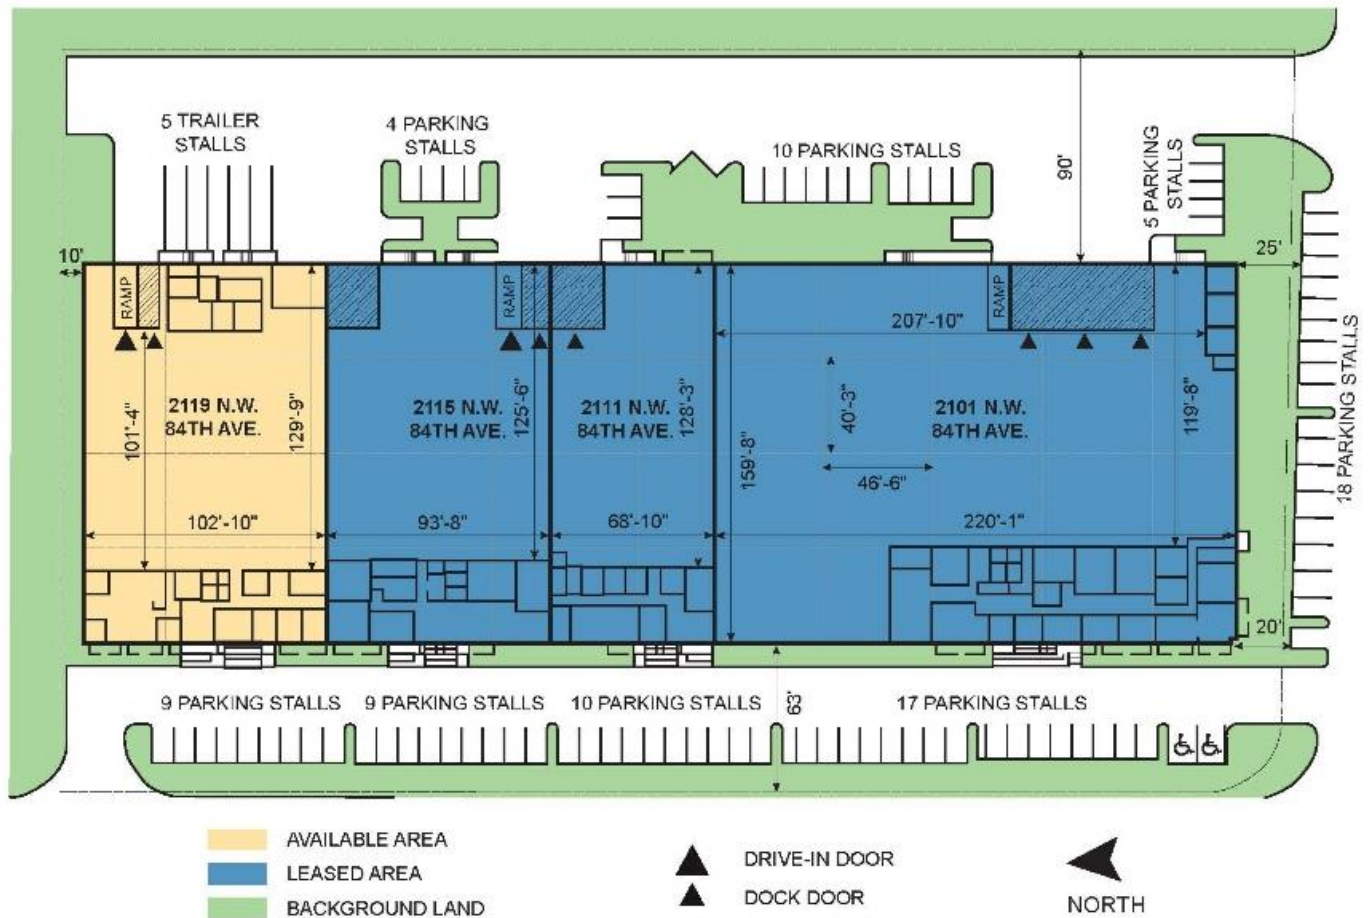 5 TRAILER
STALLS
4 PARKING
STALLS
10 PARKING STALLS
90'
5 PARKING
STALLS
10'
25'
RAMP
RAMP
RAMP
207'-10"
18 PARKING STALLS
2119 N.W.
84TH AVE.
101'-4"
129'-9"
2115 N.W.
84TH AVE.
125'-6"
2111 N.W.
84TH AVE.
128'-3"
159'-8"
40'-3"
46'-6"
2101 N.W.
84TH AVE.
119'-8"
102'-10"
93'-8"
68'-10"
220'-1"
20'
9 PARKING STALLS
9 PARKING STALLS
10 PARKING STALLS
63'
17 PARKING STALLS
AVAILABLE AREA
LEASED AREA
BACKGROUND LAND
DRIVE-IN DOOR
DOCK DOOR
NORTH